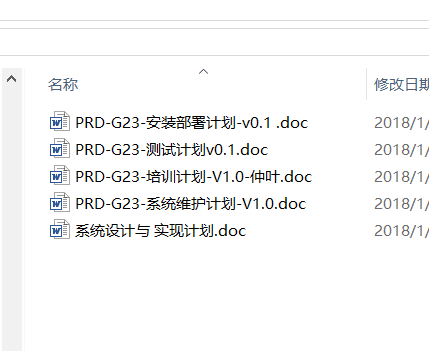 名称
修改日期
PRD-G23-安装部署计划-v0.1 .doc
2018/1/
PRD-G23-测试计划v0.1.doc
2018/1/
PRD-G23-培训计划-V1.0-仲叶.doc
2018/1/
PRD-G23-系统维护计划-V1.0.doc
2018/1/
系统设计与 实现计划.doc
2018/1/